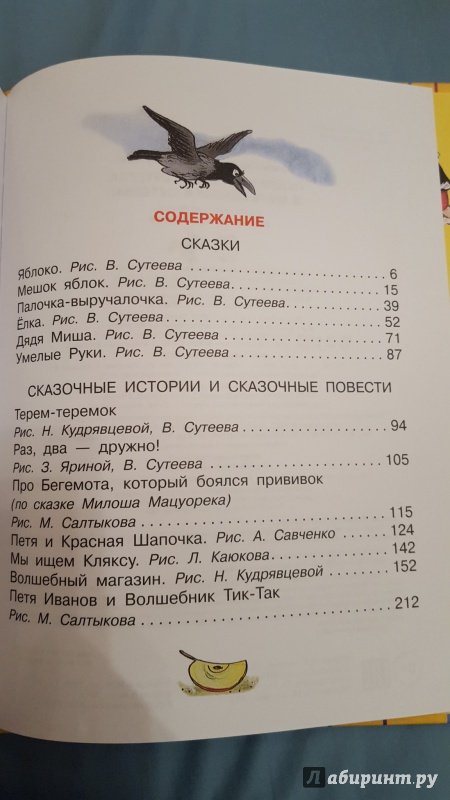 СОДЕРЖАНИЕ
СКАЗКИ
Яблоко. Рис. В. Сутеева . . . . . . . . . . . . . . . . . . . . . 6
Мешок яблок. Рис. В. Сутеева. . . . . . . . . . . . . . . . 15
Палочка-выручалочка. Рис. В. Сутеева. . . . . . . . . . 39
Ёлка. Рис. В. Сутеева . . . . . . . . . . . . . . . . . . . . . . 52
Дядя Миша. Рис. В. Сутеева . . . . . . . . . . . . . . . . . 71
Умелые Руки. Рис. В. Сутеева . . . . . . . . . . . . . . . . 87
СКАЗОЧНЫЕ ИСТОРИИ И СКАЗОЧНЫЕ ПОВЕСТИ
Терем-теремок
Рис. Н. Кудрявцевой, В. Сутеева . . . . . . . . . . . . . . 94
Раз, два — дружно!
Рис. З. Яриной, В. Сутеева . . . . . . . . . . . . . . . . . . 105
Про Бегемота, который боялся прививок
(по сказке Милоша Мацуорека)
Рис. М. Салтыкова . . . . . . . . . . . . . . . . . . . . . . . . 115
Петя и Красная Шапочка. Рис. А. Савченко . . . . . . 124
Мы ищем Кляксу. Рис. Л. Каюкова. . . . . . . . . . . . . 142
Волшебный магазин. Рис. Н. Кудрявцевой . . . . . . . 152
Петя Иванов и Волшебник Тик-Так
Рис. М. Салтыкова . . . . . . . . . . . . . . . . . . . . . . . . 212
Лабиринт.ру